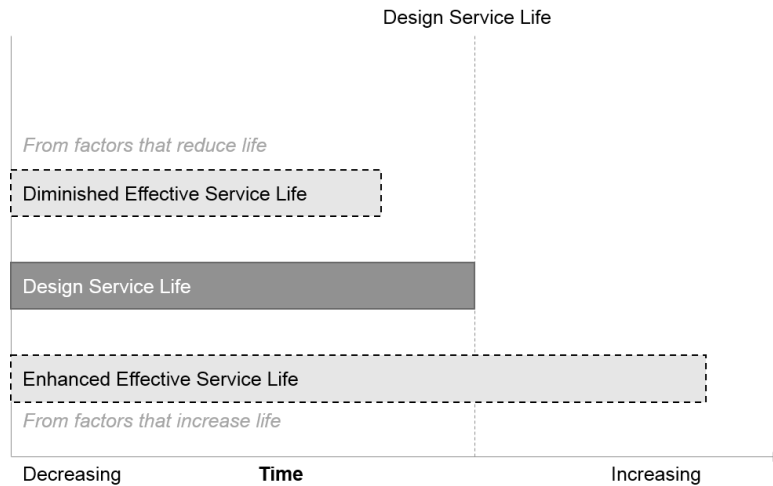 Design Service Life
From factors that reduce life
Diminished Effective Service Life
Design Service Life
Enhanced Effective Service Life
From factors that increase life
Decreasing Time Increasing